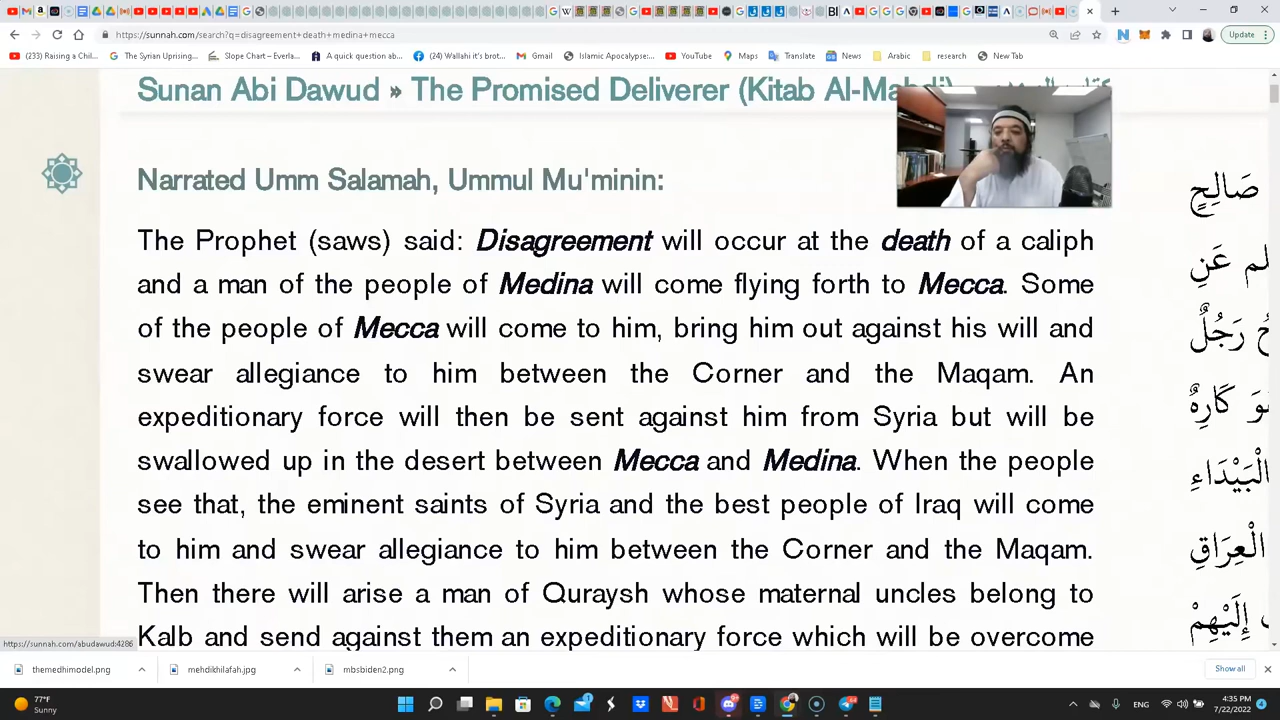 https://sunnah.com/search?q=disagreement+death+medina+mecca
Update
(233) Raising a Chil...
The Syrian Uprising...
Slope Chart – Everla...
A quick question ab...
(24) Wallahi it's brot...
Gmail
Islamic Apocalypse:...
YouTube
Maps
Translate
News
Arabic
research
New Tab
Sunan Abi Dawud » The Promised Deliverer (Kitab Al-Ma
Narrated Umm Salamah, Ummul Mu'minin:
The Prophet (saws) said: Disagreement will occur at the death of a caliph
and a man of the people of Medina will come flying forth to Mecca. Some
of the people of Mecca will come to him, bring him out against his will and
swear allegiance to him between the Corner and the Maqam. An
expeditionary force will then be sent against him from Syria but will be
swallowed up in the desert between Mecca and Medina. When the people
see that, the eminent saints of Syria and the best people of Iraq will come
to him and swear allegiance to him between the Corner and the Maqam.
Then there will arise a man of Quraysh whose maternal uncles belong to
Kalb and send against them an expeditionary force which will be overcome
صَالِحٍ
لم عَنِ
حُ رَجُلٌ
وَ كَارِهٌ
لْبَيْدَاءِ
الْعِرَاقِ
إِلَيْهِمْ
https://sunnah.com/abudawud:4286
themedhimodel.png
mehdikhilafah.jpg
mbsbiden2.png
Show all
77°F
Sunny
ENG
4:35 PM
7/22/2022